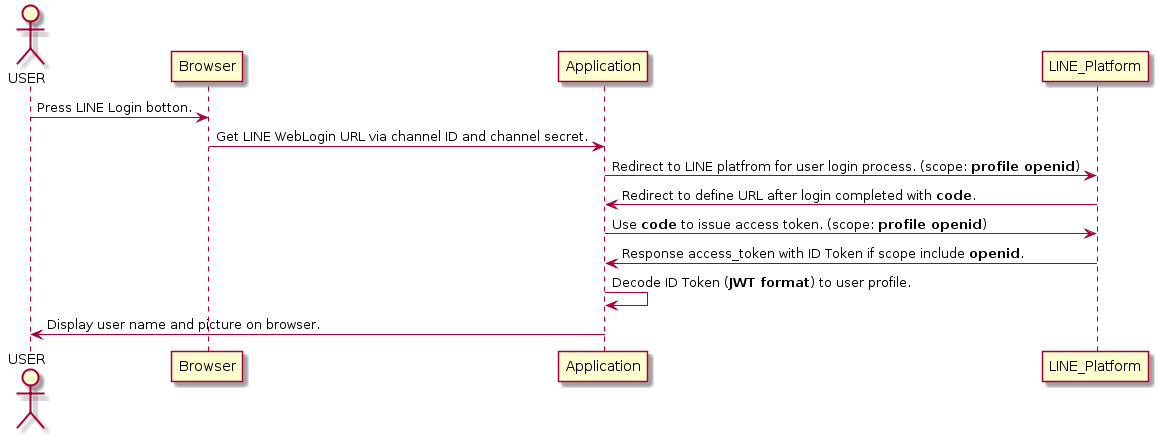 USER
Browser
Application
LINE_Platform
Press LINE Login botton.
Get LINE WebLogin URL via channel ID and channel secret.
Redirect to LINE platfrom for user login process. (scope: profile openid)
Redirect to define URL after login completed with code.
Use code to issue access token. (scope: profile openid)
Response access_token with ID Token if scope include openid.
Decode ID Token (JWT format) to user profile.
Display user name and picture on browser.
USER
Browser
Application
LINE_Platform